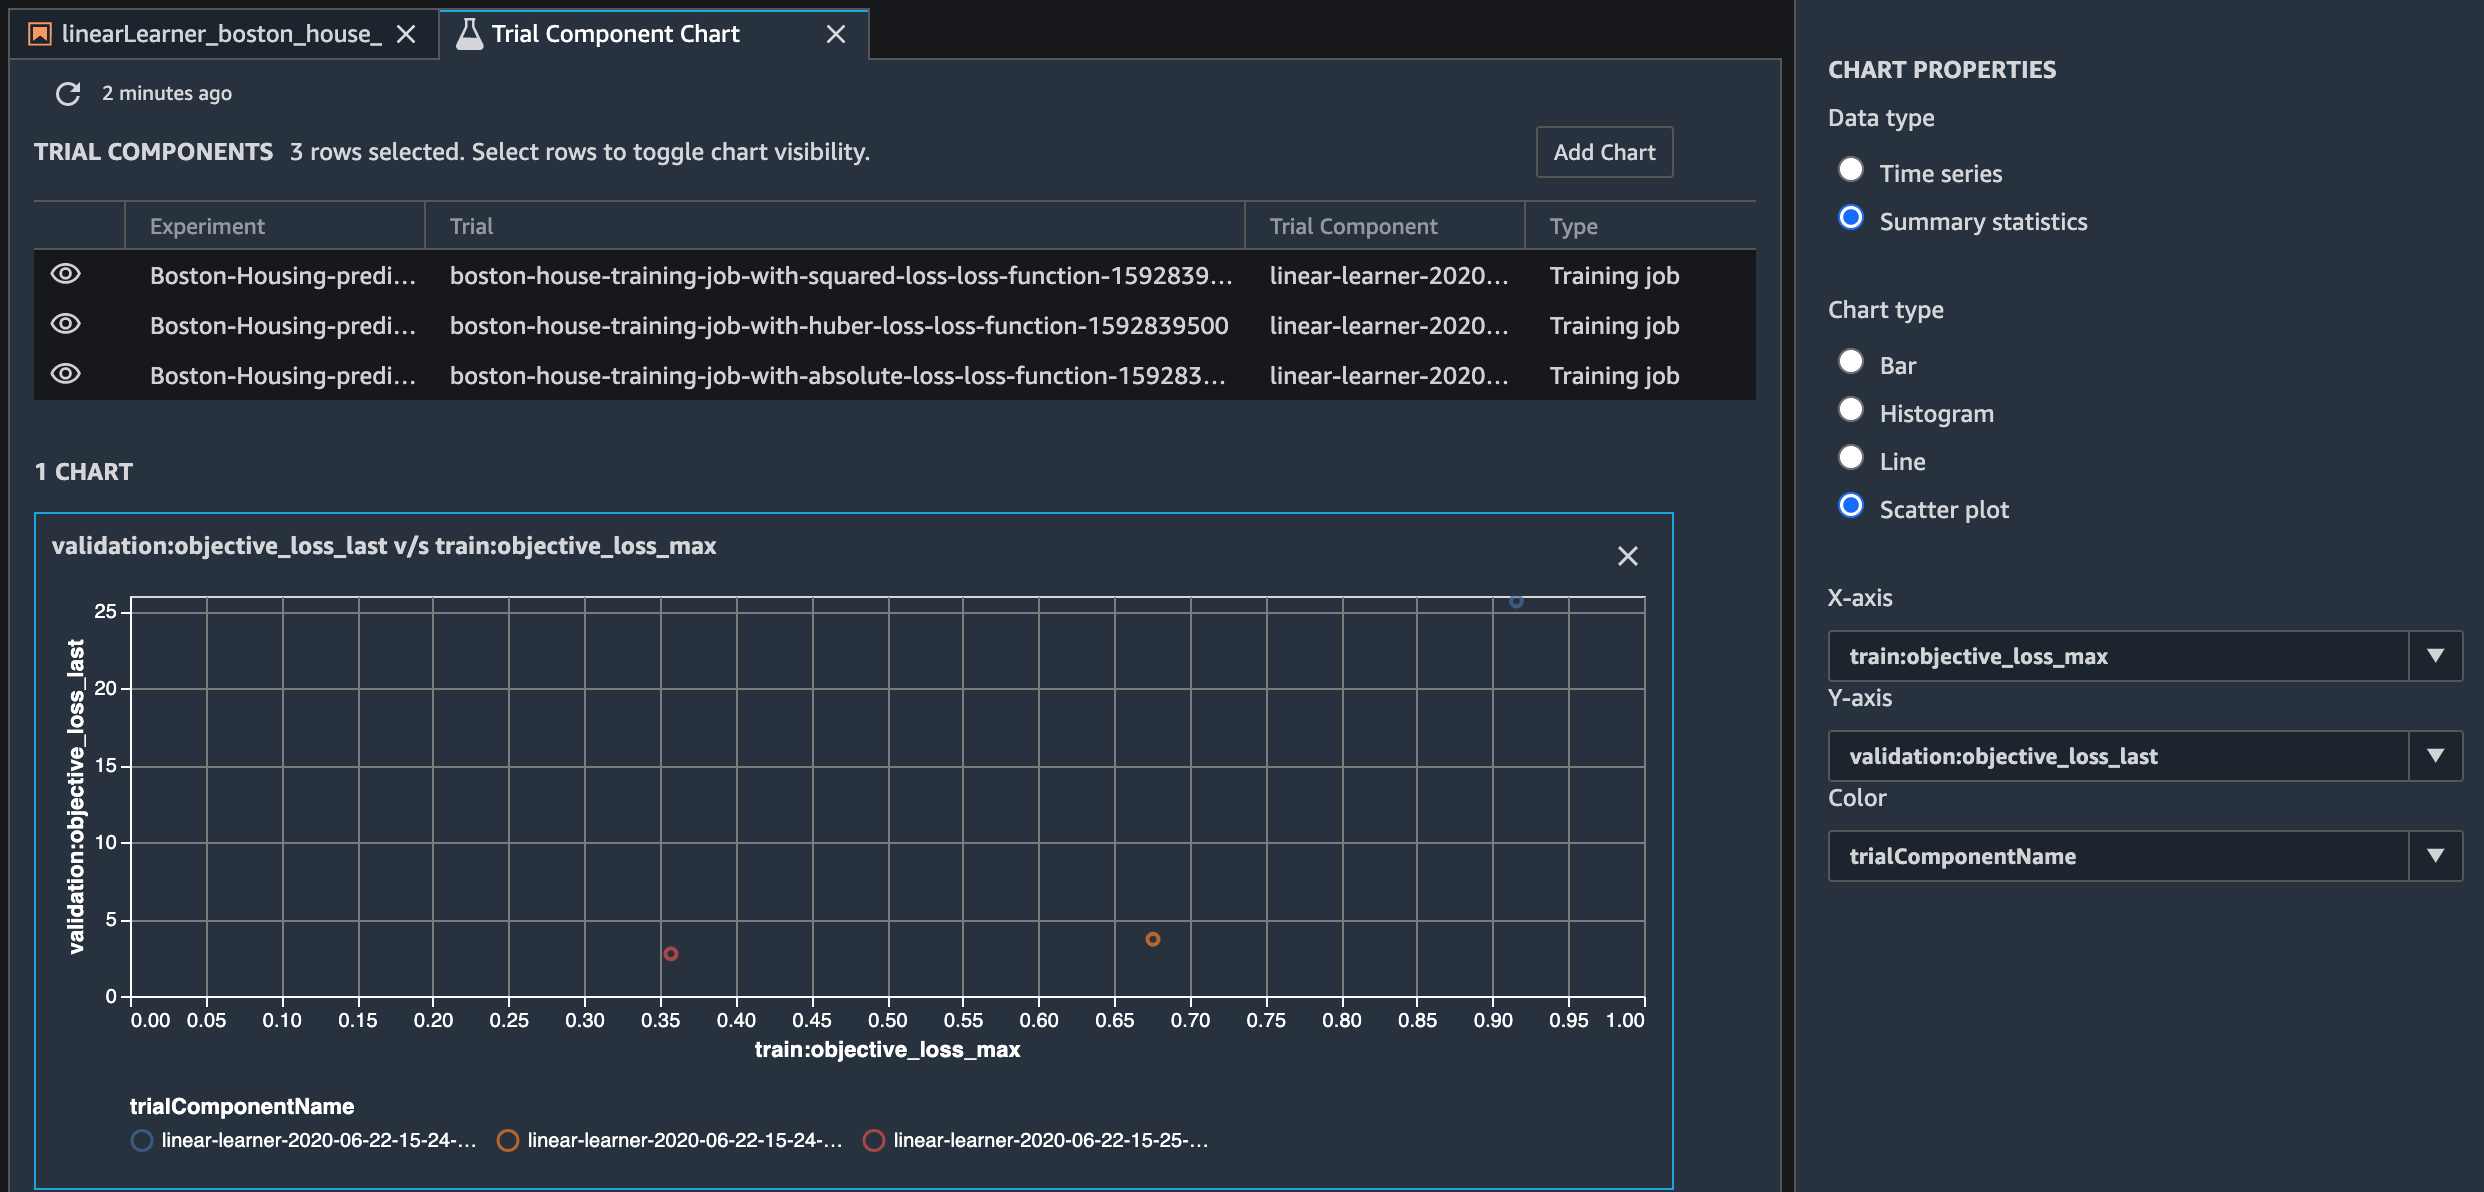 linearLearner_boston_house_
Trial Component Chart
2 minutes ago
TRIAL COMPONENTS 3 rows selected. Select rows to toggle chart visibility.
Add Chart
Experiment Trial Trial Component Type
Boston-Housing-predi... boston-house-training-job-with-squared-loss-loss-function-1592839... linear-learner-2020... Training job
Boston-Housing-predi... boston-house-training-job-with-huber-loss-loss-function-1592839500 linear-learner-2020... Training job
Boston-Housing-predi... boston-house-training-job-with-absolute-loss-loss-function-159283... linear-learner-2020... Training job
1 CHART
validation:objective_loss_last v/s train:objective_loss_max
validation:objective_loss_last
25
20
15
10
5
0
0.00 0.05 0.10 0.15 0.20 0.25 0.30 0.35 0.40 0.45 0.50 0.55 0.60 0.65 0.70 0.75 0.80 0.85 0.90 0.95 1.00
train:objective_loss_max
trialComponentName
linear-learner-2020-06-22-15-24-... linear-learner-2020-06-22-15-24-... linear-learner-2020-06-22-15-25-...
CHART PROPERTIES
Data type
Time series
Summary statistics
Chart type
Bar
Histogram
Line
Scatter plot
X-axis
train:objective_loss_max
Y-axis
validation:objective_loss_last
Color
trialComponentName